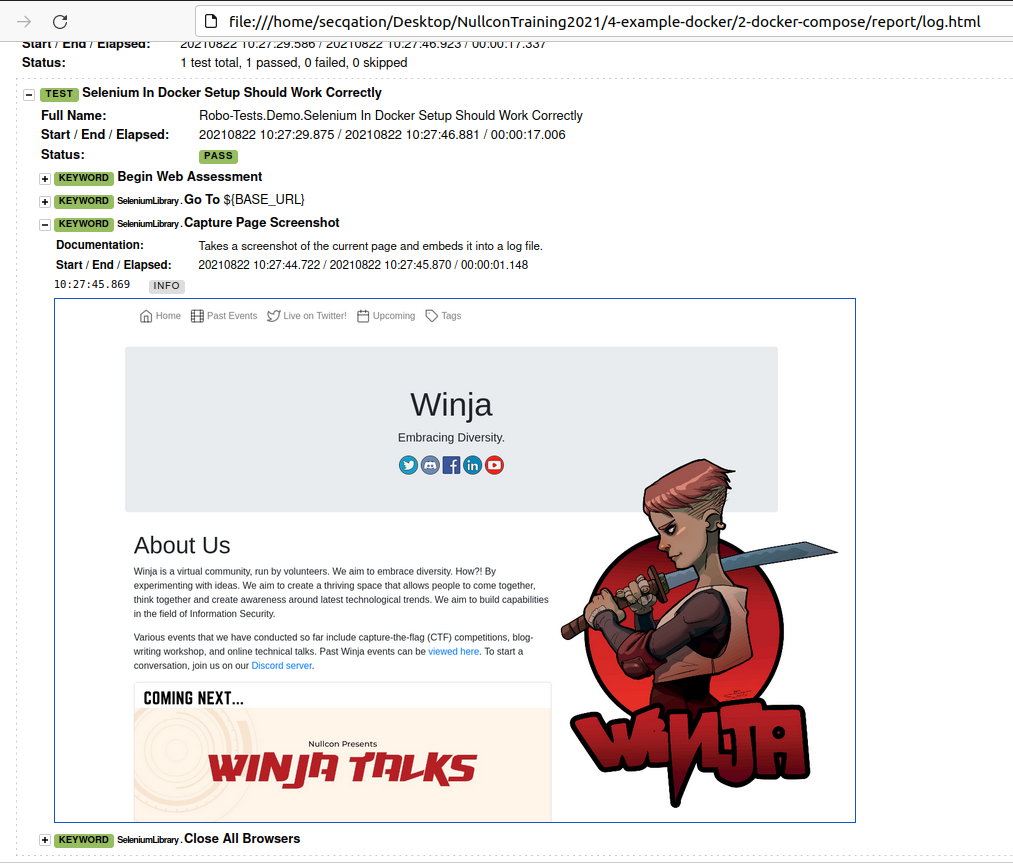 file:///home/secqation/Desktop/NullconTraining2021/4-example-docker/2-docker-compose/report/log.html
Start / End / Elapsed: 20210822 10:27:29.586 / 20210822 10:27:46.923 / 00:00:17.337
Status: 1 test total, 1 passed, 0 failed, 0 skipped
TEST Selenium In Docker Setup Should Work Correctly
Full Name: Robo-Tests.Demo.Selenium In Docker Setup Should Work Correctly
Start / End / Elapsed: 20210822 10:27:29.875 / 20210822 10:27:46.881 / 00:00:17.006
Status: PASS
KEYWORD Begin Web Assessment
KEYWORD SeleniumLibrary. Go To ${BASE_URL}
KEYWORD SeleniumLibrary. Capture Page Screenshot
Documentation: Takes a screenshot of the current page and embeds it into a log file.
Start / End / Elapsed: 20210822 10:27:44.722 / 20210822 10:27:45.870 / 00:00:01.148
10:27:45.869 INFO
Home Past Events Live on Twitter! Upcoming Tags
Winja
Embracing Diversity.
About Us
Winja is a virtual community, run by volunteers. We aim to embrace diversity. How?! By
experimenting with ideas. We aim to create a thriving space that allows people to come together,
think together and create awareness around latest technological trends. We aim to build capabilities
in the field of Information Security.
Various events that we have conducted so far include capture-the-flag (CTF) competitions, blog-
writing workshop, and online technical talks. Past Winja events can be viewed here. To start a
conversation, join us on our Discord server.
COMING NEXT...
Nullcon Presents
WINJA TALKS
WINJA
KEYWORD SeleniumLibrary. Close All Browsers